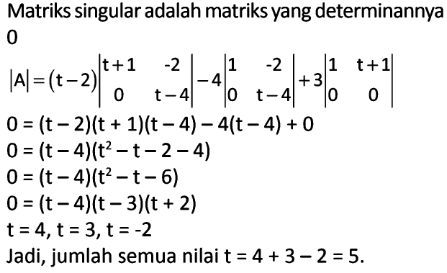 Matriks singular adalah matriks yang determinannya
0
|A| = (t – 2) |t + 1 -2; 0 t – 4| – 4 |1 -2; 0 t – 4| + 3 |1 t + 1; 0 0|
0 = (t – 2)(t + 1)(t – 4) – 4(t – 4) + 0
0 = (t – 4)(t² – t – 2 – 4)
0 = (t – 4)(t² – t – 6)
0 = (t – 4)(t – 3)(t + 2)
t = 4, t = 3, t = -2
Jadi, jumlah semua nilai t = 4 + 3 – 2 = 5.